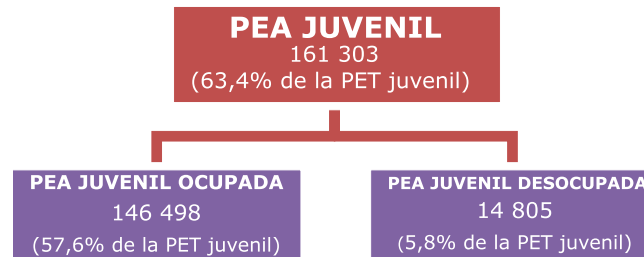 PEA JUVENIL
161 303
(63,4% de la PET juvenil)
PEA JUVENIL OCUPADA
146 498
(57,6% de la PET juvenil)
PEA JUVENIL DESOCUPADA
14 805
(5,8% de la PET juvenil)